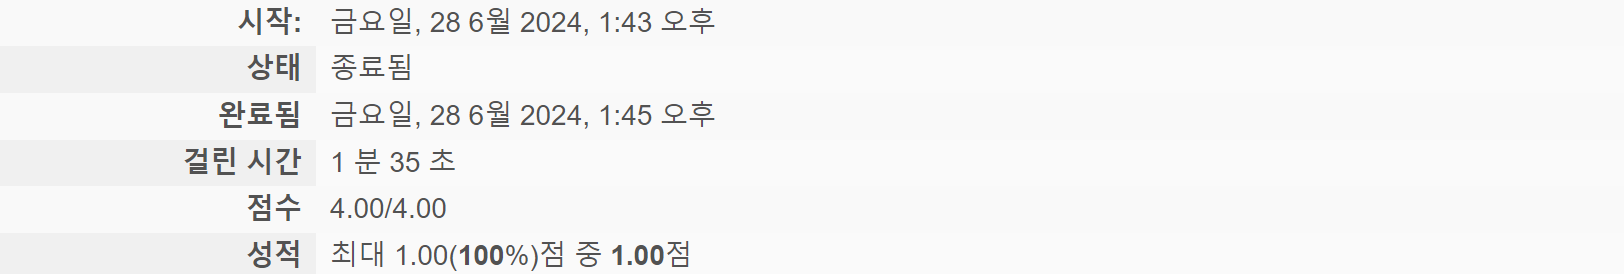 시작: 금요일, 28 6월 2024, 1:43 오후
상태 종료됨
완료됨 금요일, 28 6월 2024, 1:45 오후
걸린 시간 1 분 35 초
점수 4.00/4.00
성적 최대 1.00(100%)점 중 1.00점